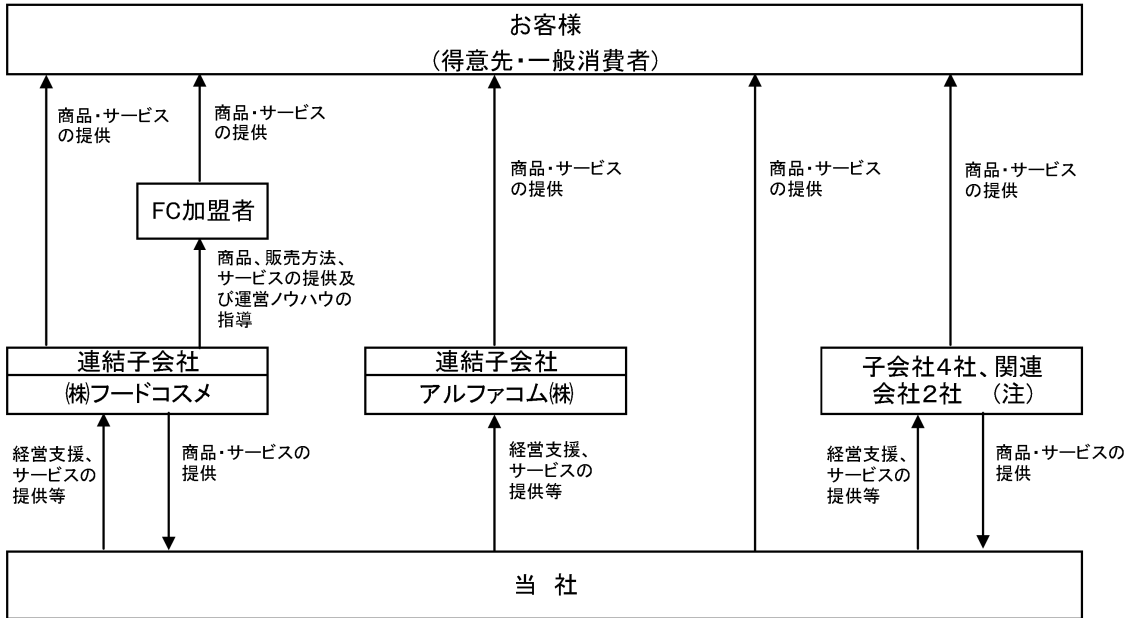 お客様
(得意先・一般消費者)
商品・サービス
の提供
商品・サービス
の提供
商品・サービス
の提供
商品・サービス
の提供
商品・サービス
の提供
FC加盟者
商品、販売方法、
サービスの提供及
び運営ノウハウの
指導
連結子会社
㈱フードコスメ
連結子会社
アルファコム㈱
子会社4社、関連
会社2社 (注)
経営支援、
サービスの
提供等
商品・サービスの
提供
経営支援、
サービスの
提供等
経営支援、
サービスの
提供等
商品・サービスの
提供
当 社